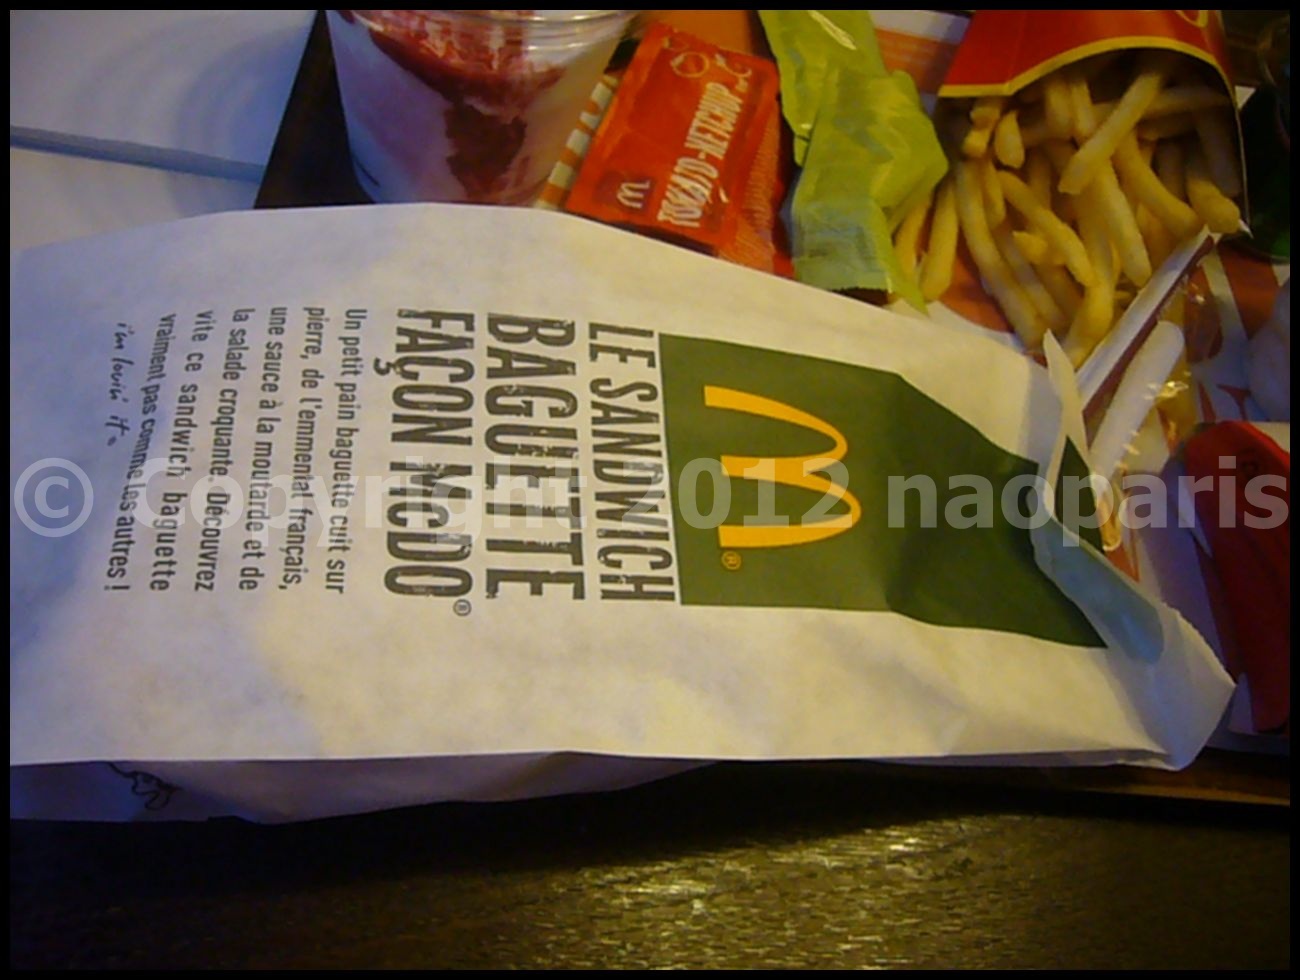 LE SANDWICH
BAGUETTE
FAÇON MCDO®
Un petit pain baguette cuit sur
pierre, de l'emmental français,
une sauce à la moutarde et de
la salade croquante. Découvrez
vite ce sandwich baguette
vraiment pas comme les autres !
i'm lovin' it
®
TOMATO-KETCHUP
© Copyright 2012 naoparis